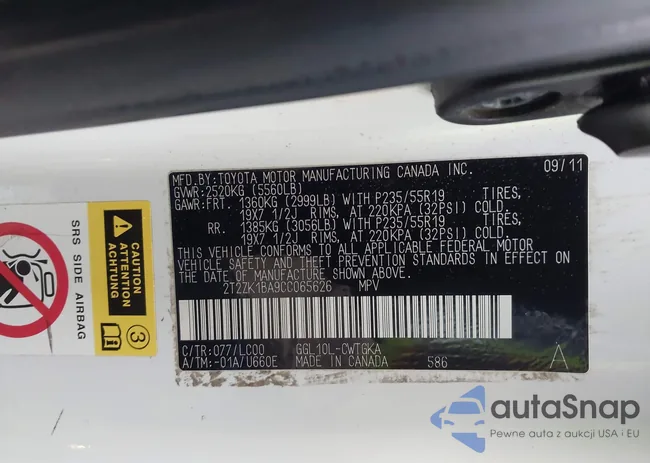 MFD.BY: TOYOTA MOTOR MANUFACTURING CANADA INC. 09/11
GVWR: 2520KG (5560LB)
GAWR: FRT. 1360KG (2999LB) WITH P235/55R19 TIRES,
19X7 1/2J RIMS, AT 220KPA (32PSI) COLD.
RR. 1385KG (3056LB) WITH P235/55R19 TIRES,
19X7 1/2J RIMS, AT 220KPA (32PSI) COLD.
THIS VEHICLE CONFORMS TO ALL APPLICABLE FEDERAL MOTOR
VEHICLE SAFETY AND THEFT PREVENTION STANDARDS IN EFFECT ON
THE DATE OF MANUFACTURE SHOWN ABOVE.
2T2ZK1BA9CC065626 MPV
C/TR: 077/LC00 GGL10L-CWTGKA
A/TM: -01A/U660E MADE IN CANADA 586 A
SRS SIDE AIRBAG
CAUTION
ATTENTION
ACHTUNG
3
autaSnap
Pewne auta z aukcji USA i EU